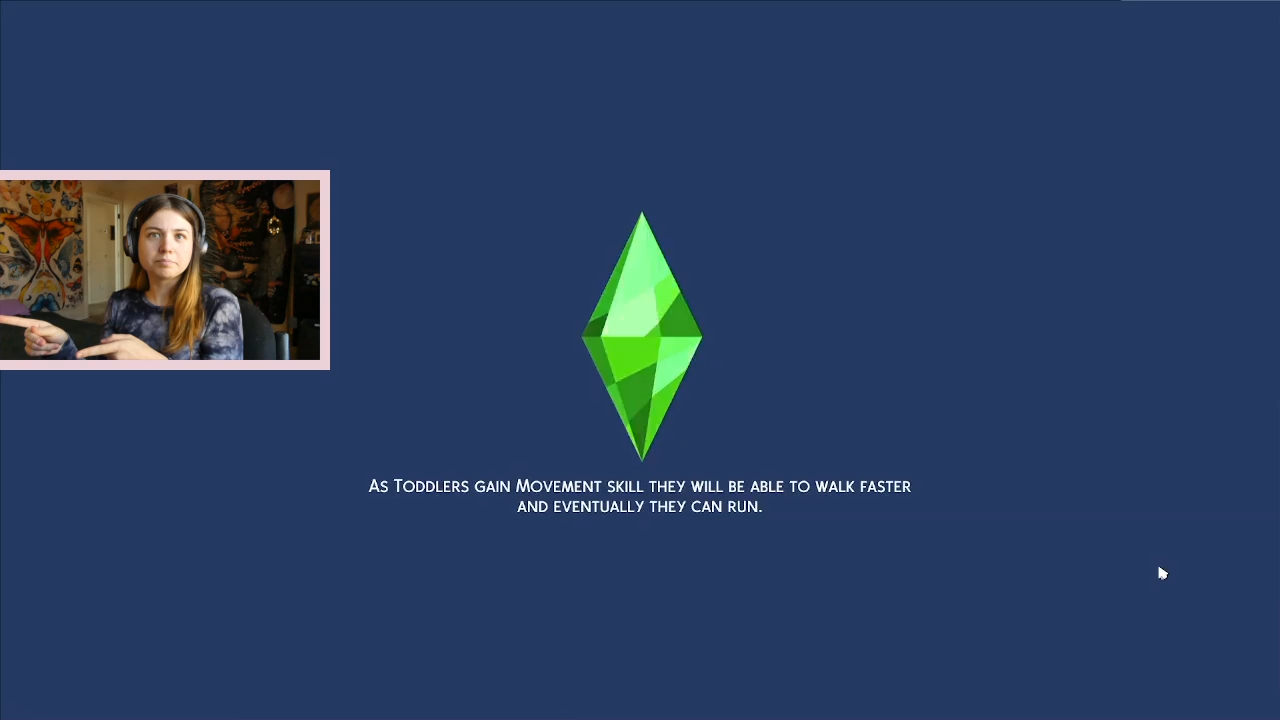 As Toddlers gain Movement skill they will be able to walk faster
and eventually they can run.